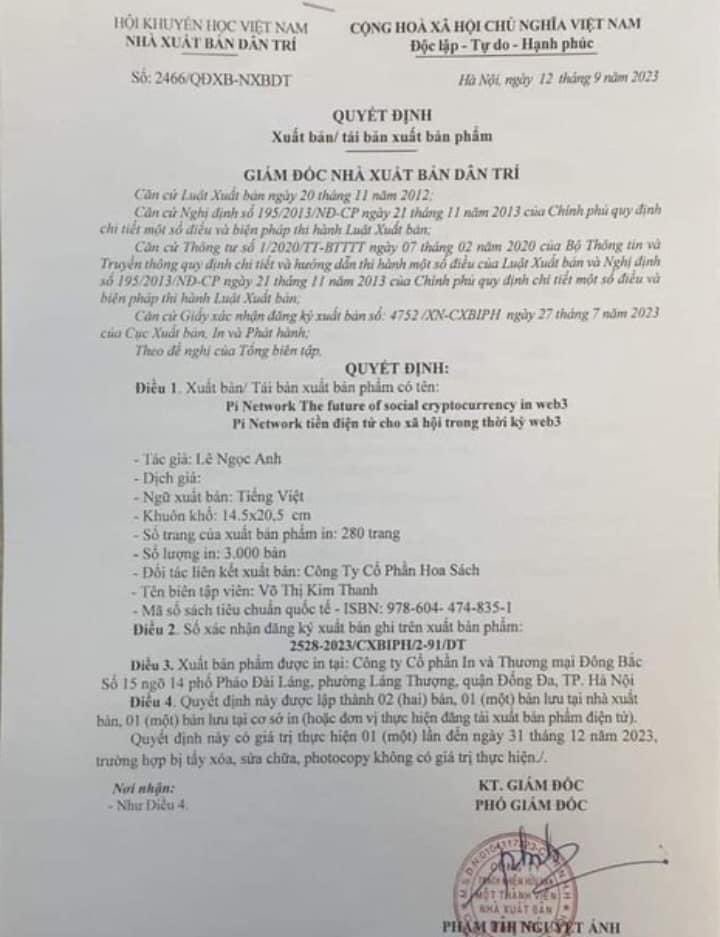 HỘI KHUYẾN HỌC VIỆT NAM
NHÀ XUẤT BẢN DÂN TRÍ
CỘNG HOÀ XÃ HỘI CHỦ NGHĨA VIỆT NAM
Độc lập - Tự do - Hạnh phúc
Số: 2466/QĐXB-NXBDT
Hà Nội, ngày 12 tháng 9 năm 2023
QUYẾT ĐỊNH
Xuất bản/ tái bản xuất bản phẩm
GIÁM ĐỐC NHÀ XUẤT BẢN DÂN TRÍ
Căn cứ Luật Xuất bản ngày 20 tháng 11 năm 2012;
Căn cứ Nghị định số 195/2013/NĐ-CP ngày 21 tháng 11 năm 2013 của Chính phủ quy định
chi tiết một số điều và biện pháp thi hành Luật Xuất bản;
Căn cứ Thông tư số 1/2020/TT-BTTTT ngày 07 tháng 02 năm 2020 của Bộ Thông tin và
Truyền thông quy định chi tiết và hướng dẫn thi hành một số điều của Luật Xuất bản và Nghị định
số 195/2013/NĐ-CP ngày 21 tháng 11 năm 2013 của Chính phủ quy định chi tiết một số điều và
biện pháp thi hành Luật Xuất bản;
Căn cứ Giấy xác nhận đăng ký xuất bản số: 4752 /XN-CXBIPH ngày 27 tháng 7 năm 2023
của Cục Xuất bản, In và Phát hành;
Theo đề nghị của Tổng biên tập,
QUYẾT ĐỊNH:
Điều 1. Xuất bản/ Tái bản xuất bản phẩm có tên:
Pi Network The future of social cryptocurrency in web3
Pi Network tiền điện tử cho xã hội trong thời kỳ web3
- Tác giả: Lê Ngọc Anh
- Dịch giả:
- Ngữ xuất bản: Tiếng Việt
- Khuôn khổ: 14.5x20,5 cm
- Số trang của xuất bản phẩm in: 280 trang
- Số lượng in: 3.000 bản
- Đối tác liên kết xuất bản: Công Ty Cổ Phần Hoa Sách
- Tên biên tập viên: Võ Thị Kim Thanh
- Mã số sách tiêu chuẩn quốc tế - ISBN: 978-604- 474-835-1
Điều 2. Số xác nhận đăng ký xuất bản ghi trên xuất bản phẩm:
2528-2023/CXBIPH/2-91/DT
Điều 3. Xuất bản phẩm được in tại: Công ty Cổ phần In và Thương mại Đông Bắc
Số 15 ngõ 14 phố Pháo Đài Láng, phường Láng Thượng, quận Đống Đa, TP. Hà Nội
Điều 4. Quyết định này được lập thành 02 (hai) bản, 01 (một) bản lưu tại nhà xuất
bản, 01 (một) bản lưu tại cơ sở in (hoặc đơn vị thực hiện đăng tải xuất bản phẩm điện tử).
Quyết định này có giá trị thực hiện 01 (một) lần đến ngày 31 tháng 12 năm 2023,
trường hợp bị tẩy xóa, sửa chữa, photocopy không có giá trị thực hiện./.
Nơi nhận:
- Như Điều 4.
KT. GIÁM ĐỐC
PHÓ GIÁM ĐỐC
CÔNG TY
TRÁCH NHIỆM HỮU HẠN
MỘT THÀNH VIÊN
NHÀ XUẤT BẢN
PHẠM THỊ NGUYỆT ÁNH